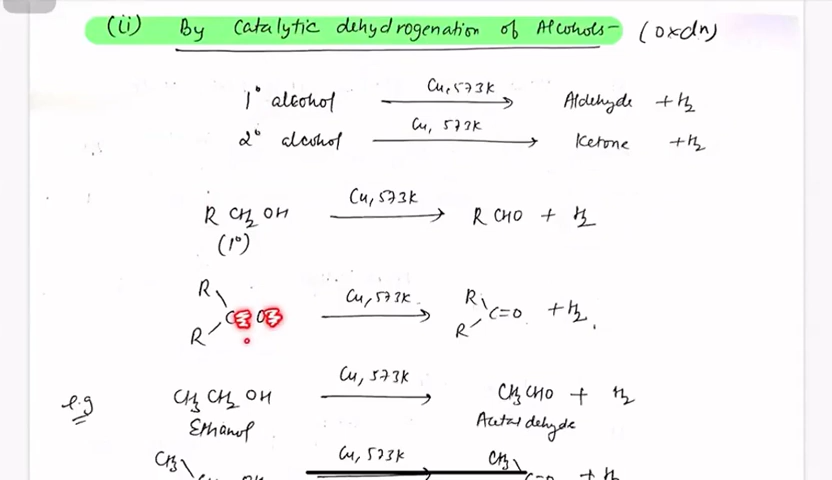 (ii) By Catalytic dehydrogenation of Alcohols- (Oxdn)
1° alcohol Cu, 573K Aldehyde + H2
2° alcohol Cu, 573K Ketone + H2
R CH2 OH Cu, 573K R CHO + H2
(1°)
R
C O Cu, 573K R C=O + H2
R R
e.g CH3 CH2 OH Cu, 573K CH3 CHO + H2
Ethanol Acetaldehyde
CH3 Cu, 573K CH3